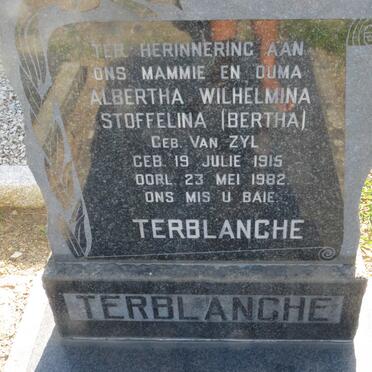 TER HERINNERING AAN
ONS MAMMIE EN OUMA
ALBERTHA WILHELMINA
STOFFELINA (BERTHA)
GEB. VAN ZYL
GEB. 19 JULIE 1915
OORL. 23 MEI 1982.
ONS MIS U BAIE
TERBLANCHE
TERBLANCHE